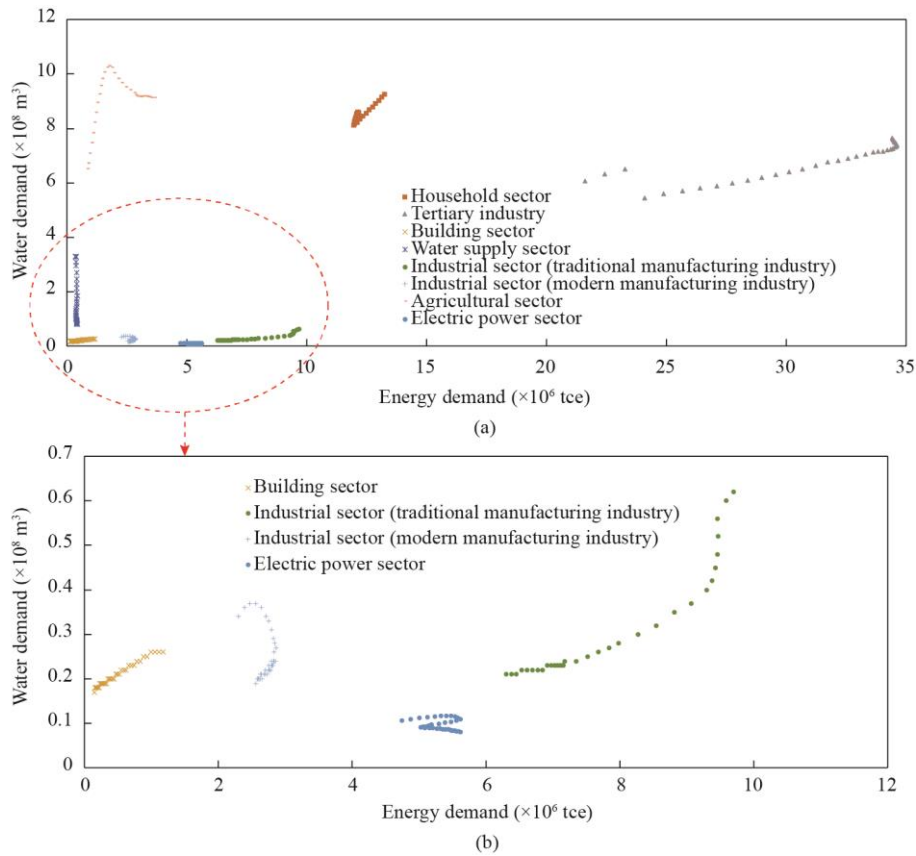 12
10
8
6
4
2
0
Water demand (×10⁸ m³)
Household sector
Tertiary industry
Building sector
Water supply sector
Industrial sector (traditional manufacturing industry)
Industrial sector (modern manufacturing industry)
Agricultural sector
Electric power sector
0 5 10 15 20 25 30 35
Energy demand (×10⁶ tce)
(a)
0.7
0.6
0.5
0.4
0.3
0.2
0.1
0
Water demand (×10⁸ m³)
Building sector
Industrial sector (traditional manufacturing industry)
Industrial sector (modern manufacturing industry)
Electric power sector
0 2 4 6 8 10 12
Energy demand (×10⁶ tce)
(b)